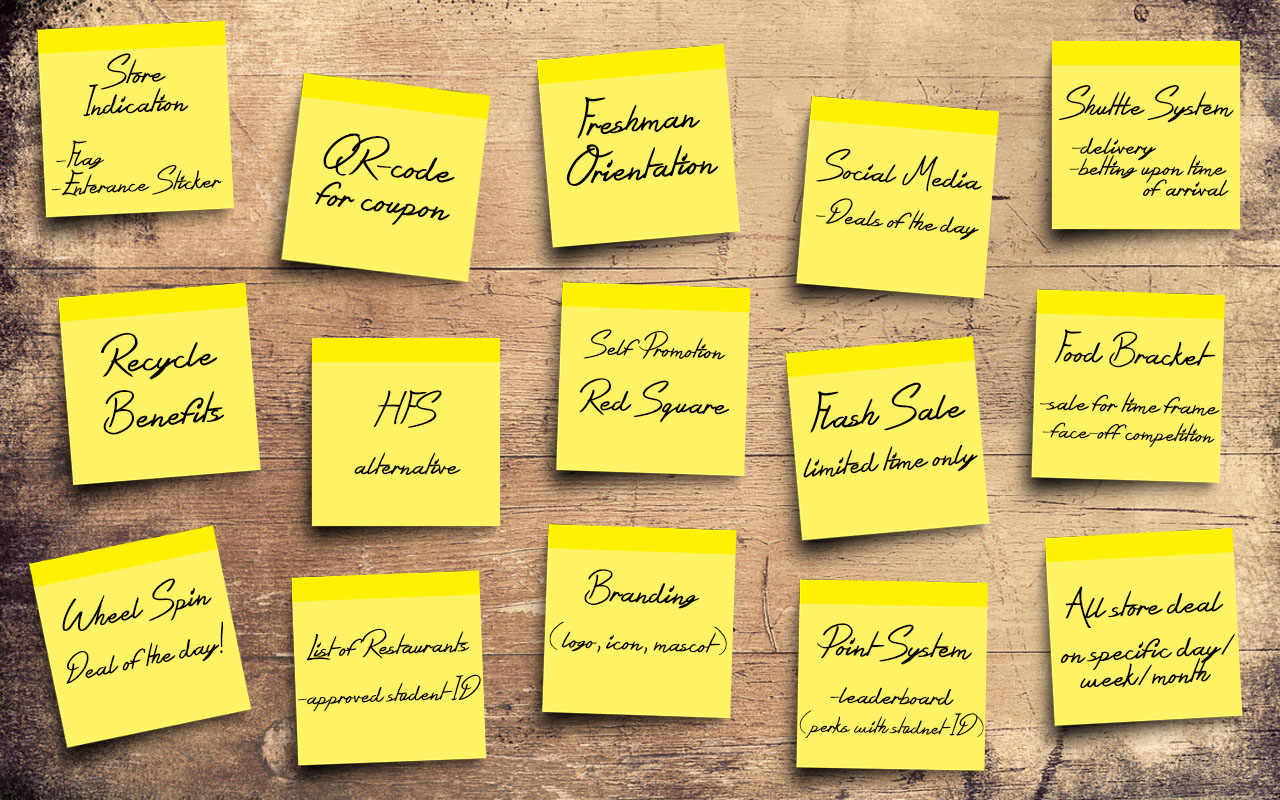 Store
Indication
-Flag
-Enterance Sticker
QR-code
for coupon
Freshman
Orientation
Social Media
-Deals of the day
Shuttle System
-delivery
-betting upon time
of arrival
Recycle
Benefits
HFS
alternative
Self Promotion
Red Square
Flash Sale
limited time only
Food Bracket
-sale for time frame
-face-off competition
Wheel Spin
Deal of the day!
List of Restaurants
-approved student ID
Branding
(logo, icon, mascot)
Point System
-leaderboard
(perks with studnet ID)
All store deal
on specific day/
week/month